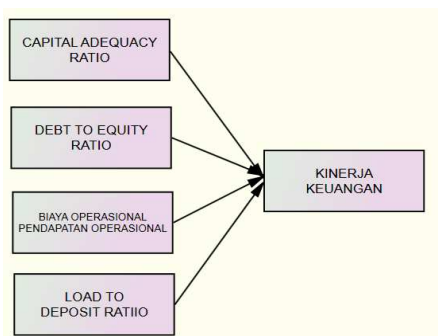 CAPITAL ADEQUACY
RATIO
DEBT TO EQUITY
RATIO
KINERJA
KEUANGAN
BIAYA OPERASIONAL
PENDAPATAN OPERASIONAL
LOAD TO
DEPOSIT RATIIO